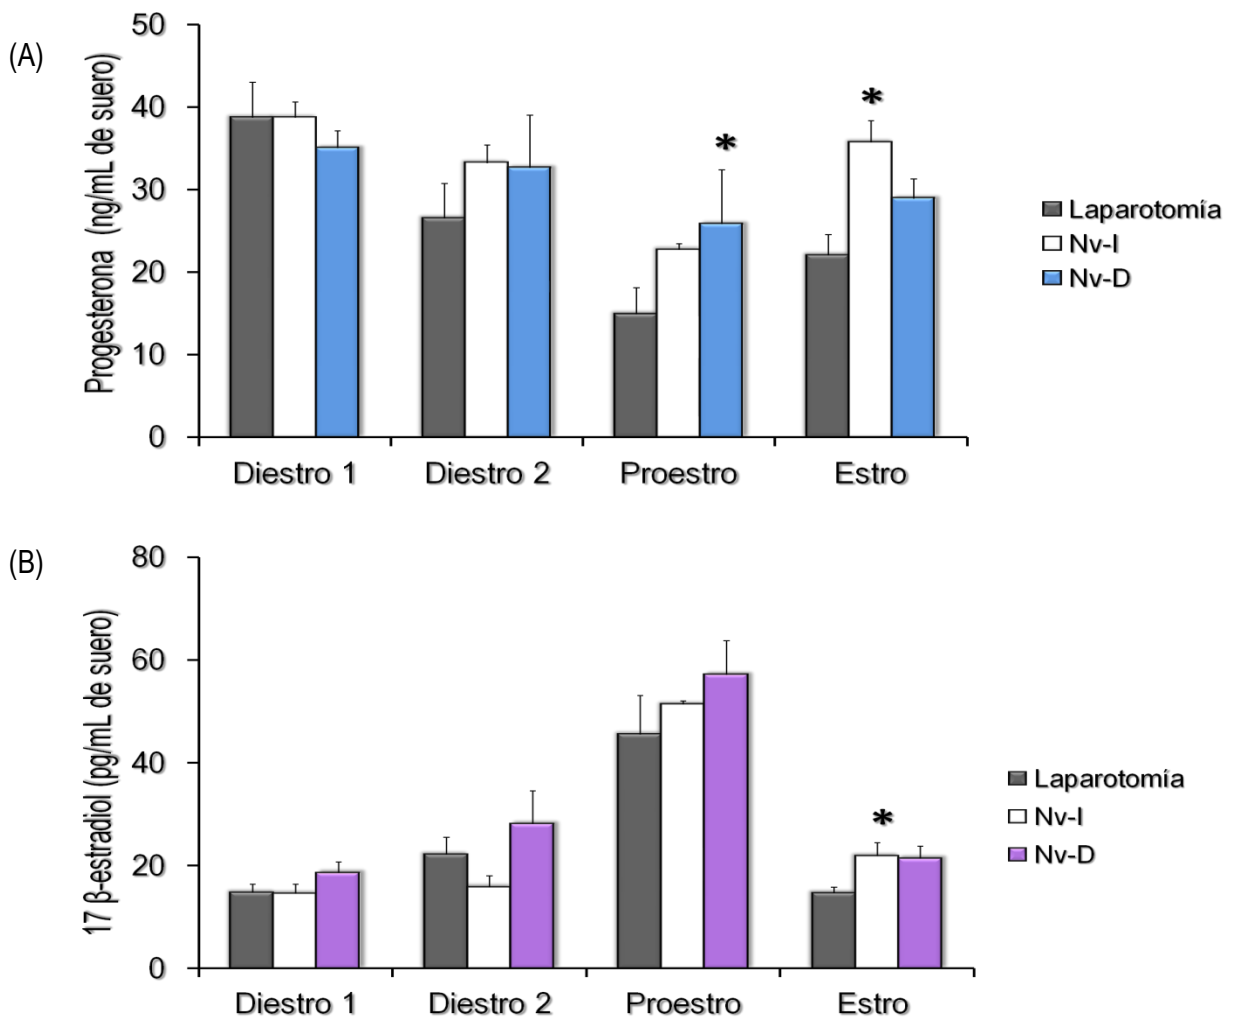 (A)
Progesterona (ng/mL de suero)
50
40
30
20
10
0
*
*
Diestro 1 Diestro 2 Proestro Estro
Laparotomía
Nv-I
Nv-D
(B)
17 β-estradiol (pg/mL de suero)
80
60
40
20
0
*
Diestro 1 Diestro 2 Proestro Estro
Laparotomía
Nv-I
Nv-D